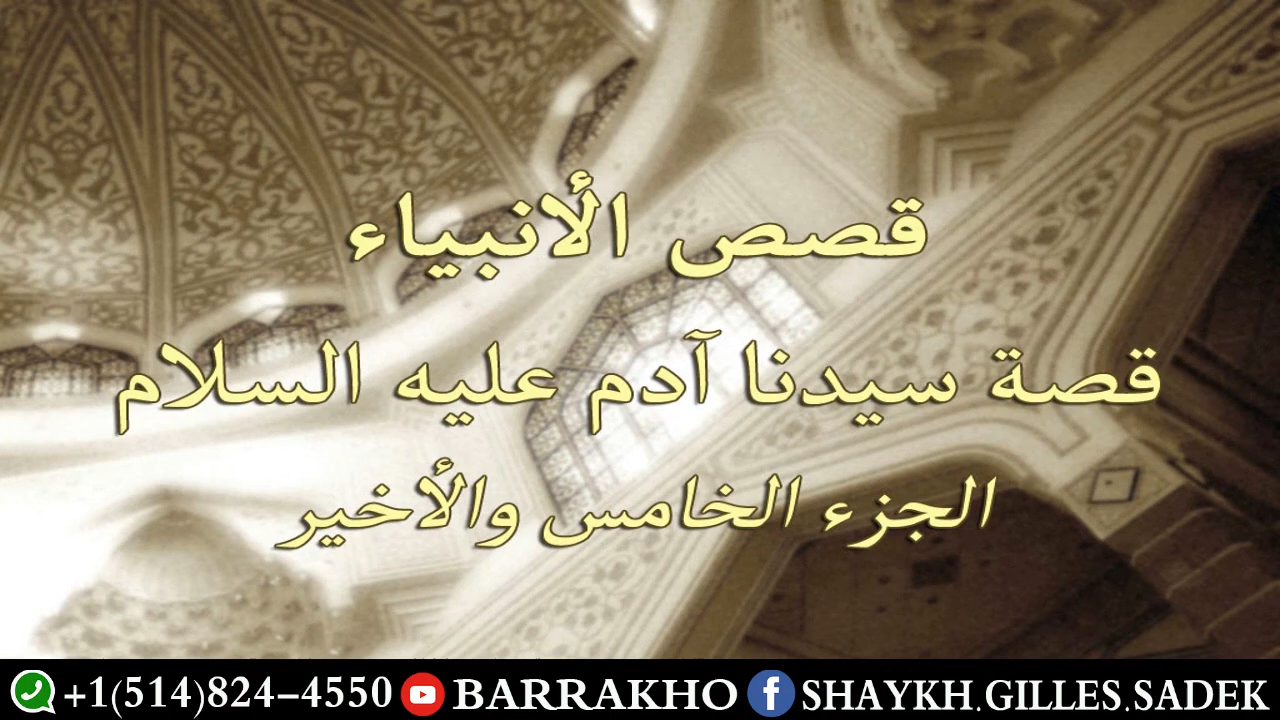 قصص الأنبياء
قصة سيدنا آدم عليه السلام
الجزء الخامس والأخير
+1(514)824-4550 BARRAKHO SHAYKH.GILLES.SADEK